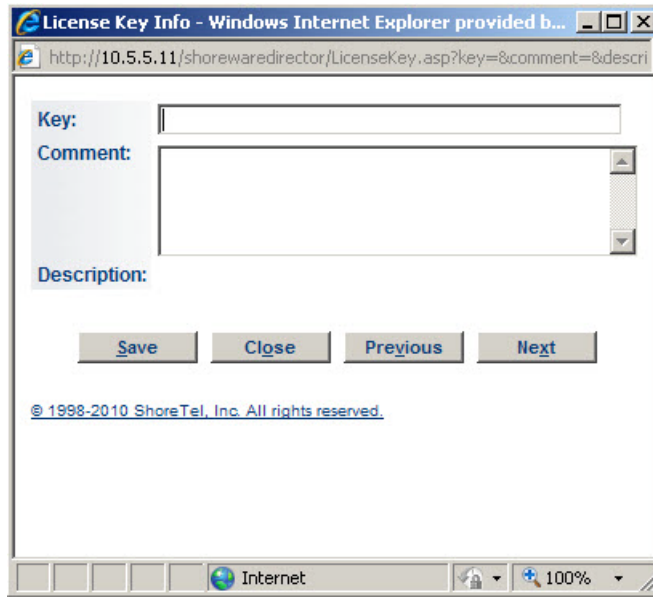 License Key Info - Windows Internet Explorer provided b...
http://10.5.5.11/shorewaredirector/LicenseKey.asp?key=&comment=&descri
Key:
Comment:
Description:
Save Close Previous Next
© 1998-2010 ShoreTel, Inc. All rights reserved.
Internet 100%